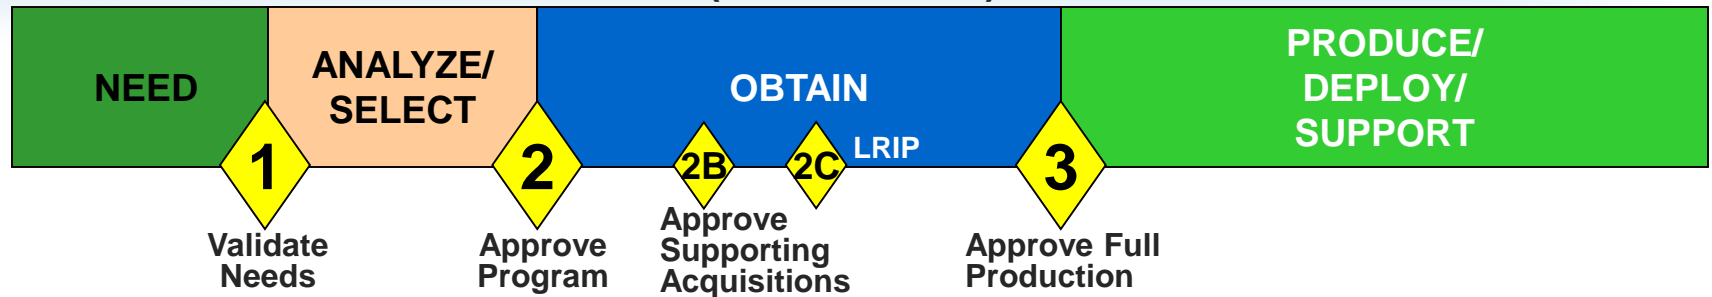 NEED
ANALYZE/
SELECT
OBTAIN
PRODUCE/
DEPLOY/
SUPPORT
1
2
2B
2C
LRIP
3
Validate
Needs
Approve
Program
Approve
Supporting
Acquisitions
Approve Full
Production